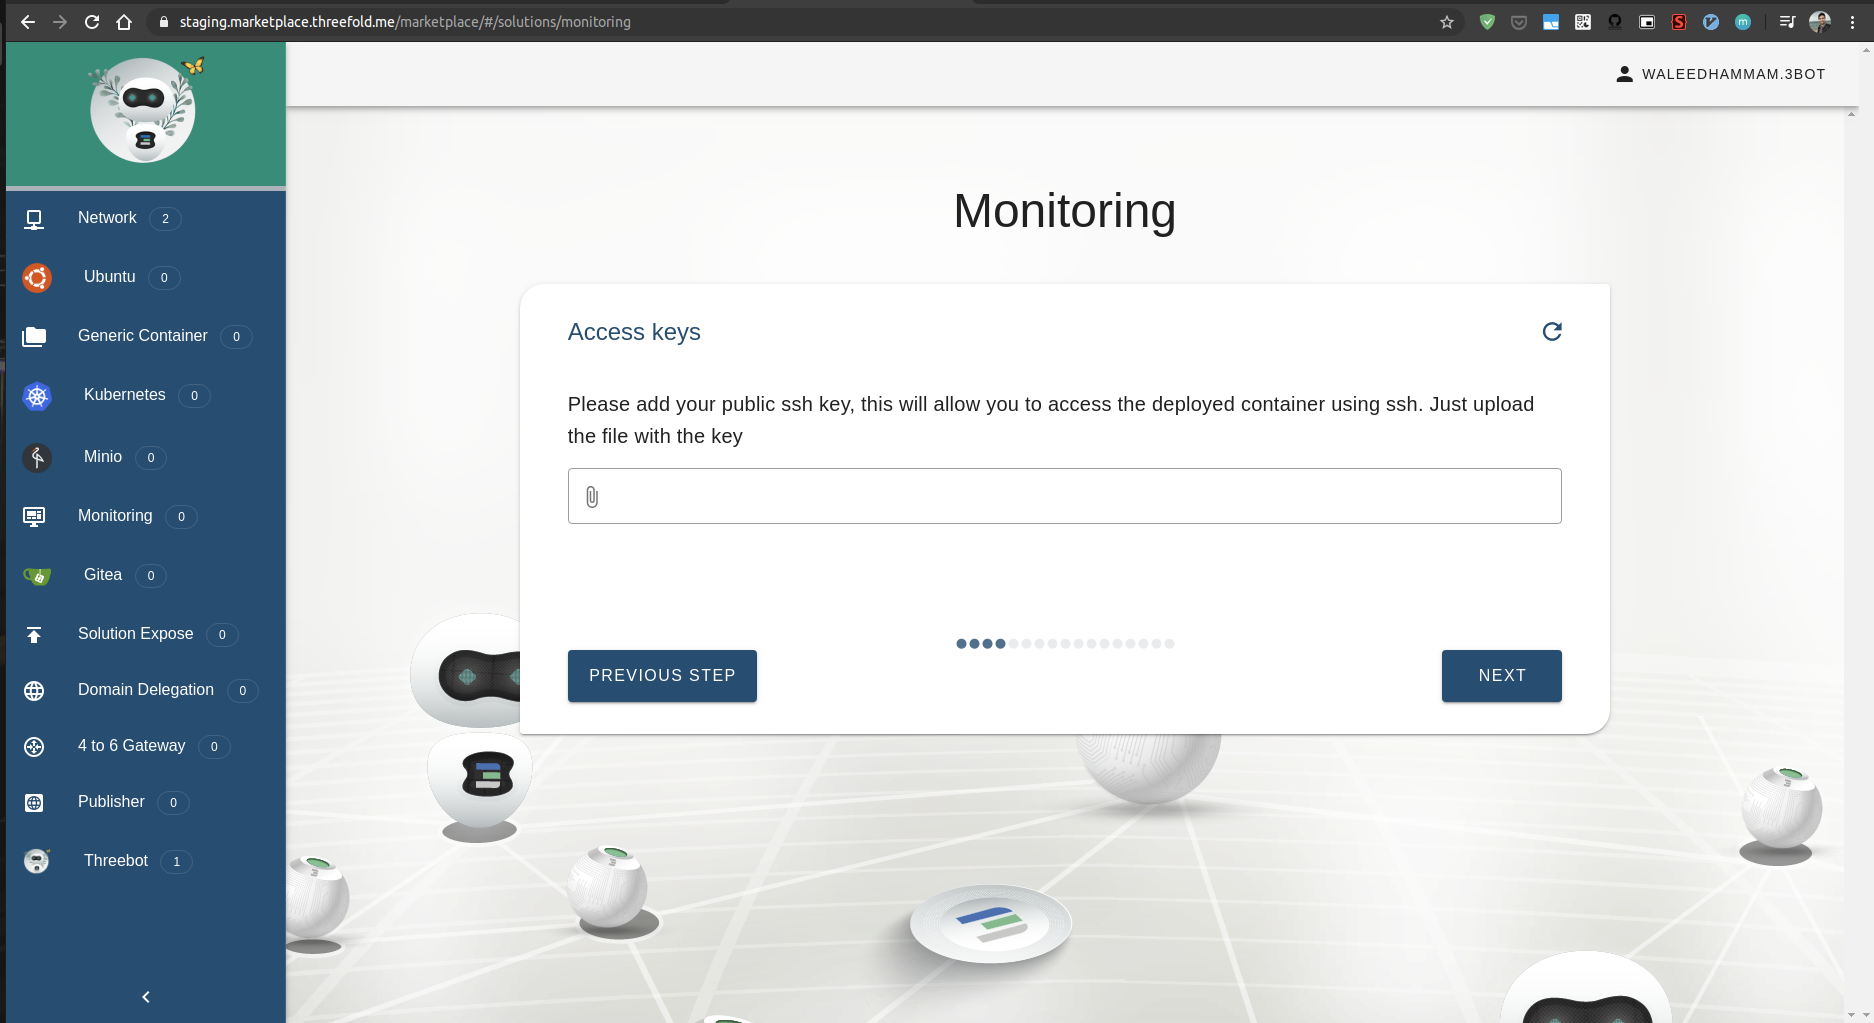 staging.marketplace.threefold.me/marketplace/#/solutions/monitoring
WALEEDHAMMAM.3BOT
Network 2
Ubuntu 0
Generic Container 0
Kubernetes 0
Minio 0
Monitoring 0
Gitea 0
Solution Expose 0
Domain Delegation 0
4 to 6 Gateway 0
Publisher 0
Threebot 1
Monitoring
Access keys
Please add your public ssh key, this will allow you to access the deployed container using ssh. Just upload
the file with the key
PREVIOUS STEP
NEXT